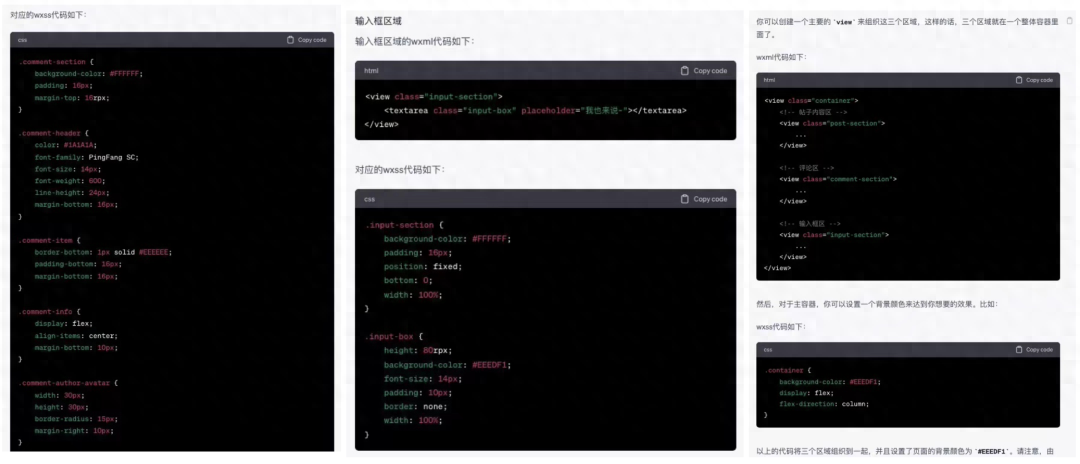 对应的wxss代码如下：
css
Copy code
.comment-section {
background-color: #FFFFFF;
padding: 16px;
margin-top: 16rpx;
}
.comment-header {
color: #1A1A1A;
font-family: PingFang SC;
font-size: 14px;
font-weight: 600;
line-height: 24px;
margin-bottom: 16px;
}
.comment-item {
border-bottom: 1px solid #EEEEEE;
padding-bottom: 16px;
margin-bottom: 16px;
}
.comment-info {
display: flex;
align-items: center;
margin-bottom: 10px;
}
.comment-author-avatar {
width: 30px;
height: 30px;
border-radius: 15px;
margin-right: 10px;
}
输入框区域
输入框区域的wxml代码如下：
html
Copy code
<view class="input-section">
<textarea class="input-box" placeholder="我也来说~"></textarea>
</view>
对应的wxss代码如下：
css
Copy code
.input-section {
background-color: #FFFFFF;
padding: 16px;
position: fixed;
bottom: 0;
width: 100%;
}
.input-box {
height: 80rpx;
background-color: #EEEDF1;
font-size: 14px;
padding: 10px;
border: none;
width: 100%;
}
你可以创建一个主要的 `view` 来组织这三个区域，这样的话，三个区域就在一个整体容器里
面了。
wxml代码如下：
html
Copy code
<view class="container">
<!-- 帖子内容区 -->
<view class="post-section">
...
</view>
<!-- 评论区 -->
<view class="comment-section">
...
</view>
<!-- 输入框区 -->
<view class="input-section">
...
</view>
</view>
然后，对于主容器，你可以设置一个背景颜色来达到你想要的效果。比如：
wxss代码如下：
css
Copy code
.container {
background-color: #EEEDF1;
display: flex;
flex-direction: column;
}
以上的代码将三个区域组织到一起，并且设置了页面的背景颜色为 `#EEEDF1`。请注意，由